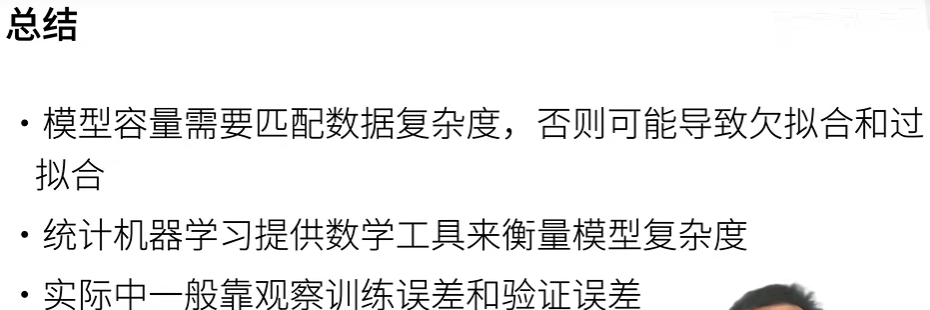 总结
・模型容量需要匹配数据复杂度，否则可能导致欠拟合和过
拟合
・统计机器学习提供数学工具来衡量模型复杂度
・实际中一般靠观察训练误差和验证误差